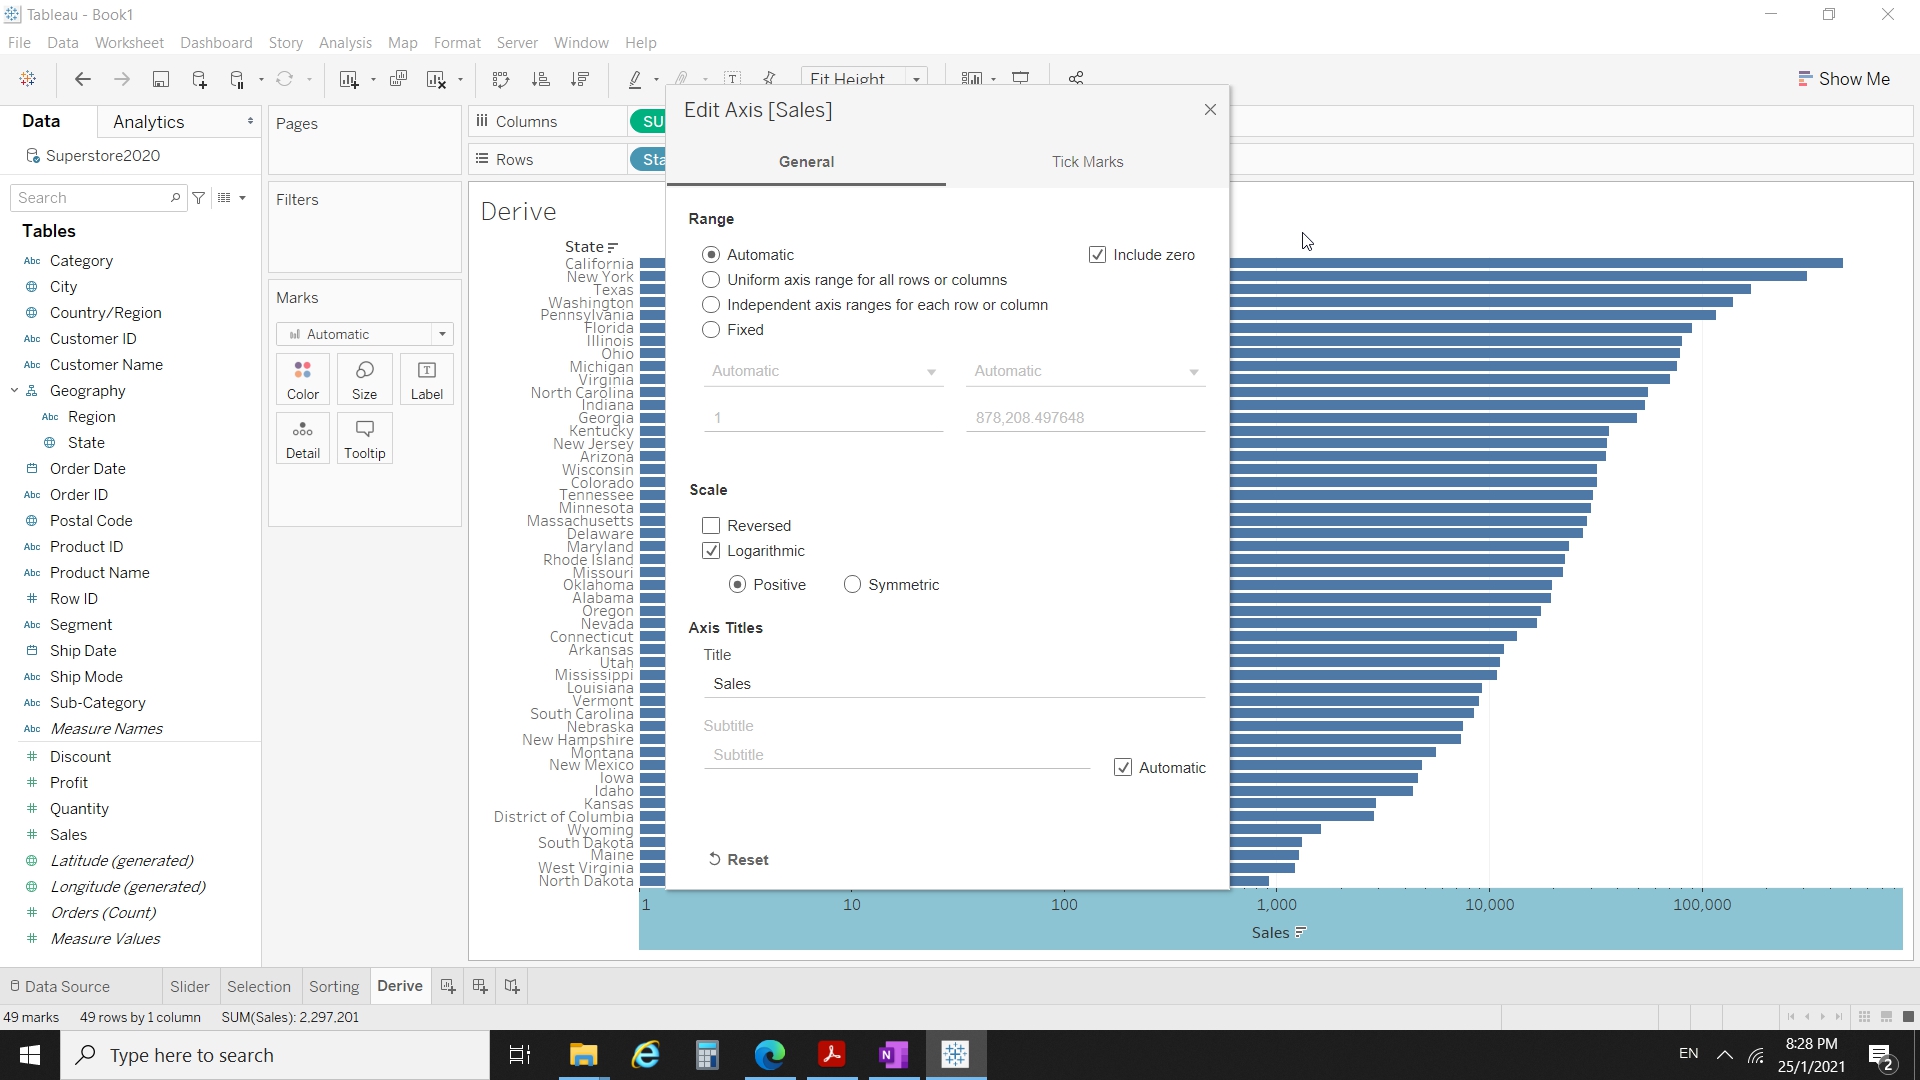 Tableau - Book1
File Data Worksheet Dashboard Story Analysis Map Format Server Window Help
Fit Height
Show Me
Data Analytics
Superstore2020
Search
Tables
Abc Category
City
Country/Region
Abc Customer ID
Abc Customer Name
Geography
Abc Region
State
Order Date
Abc Order ID
Postal Code
Abc Product ID
Abc Product Name
# Row ID
Abc Segment
Ship Date
Abc Ship Mode
Abc Sub-Category
Abc Measure Names
# Discount
# Profit
# Quantity
# Sales
Latitude (generated)
Longitude (generated)
# Orders (Count)
# Measure Values
Pages
Filters
Marks
Automatic
Color Size Label
Detail Tooltip
Columns SU
Rows Sta
Derive
State
California
New York
Texas
Washington
Pennsylvania
Florida
Illinois
Ohio
Michigan
Virginia
North Carolina
Indiana
Georgia
Kentucky
New Jersey
Arizona
Wisconsin
Colorado
Tennessee
Minnesota
Massachusetts
Delaware
Maryland
Rhode Island
Missouri
Oklahoma
Alabama
Oregon
Nevada
Connecticut
Arkansas
Utah
Mississippi
Louisiana
Vermont
South Carolina
Nebraska
New Hampshire
Montana
New Mexico
Iowa
Idaho
Kansas
District of Columbia
Wyoming
South Dakota
Maine
West Virginia
North Dakota
1 10 100 1,000 10,000 100,000
Sales
Edit Axis [Sales]
General Tick Marks
Range
Automatic Include zero
Uniform axis range for all rows or columns
Independent axis ranges for each row or column
Fixed
Automatic Automatic
1 878,208.497648
Scale
Reversed
Logarithmic
Positive Symmetric
Axis Titles
Title
Sales
Subtitle
Subtitle
Automatic
Reset
Data Source Slider Selection Sorting Derive
49 marks 49 rows by 1 column SUM(Sales): 2,297,201
Type here to search
EN
8:28 PM
25/1/2021
2